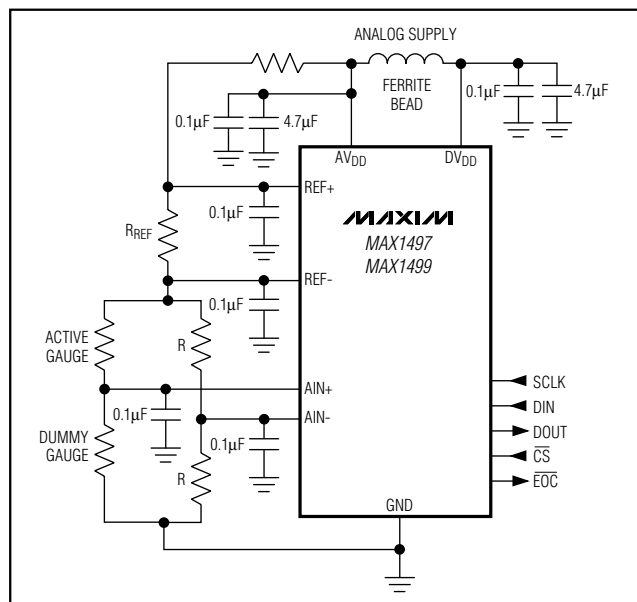 ANALOG SUPPLY
FERRITE
BEAD
0.1µF
4.7µF
0.1µF
4.7µF
AVDD
DVDD
REF+
0.1µF
RREF
MAXIM
MAX1497
MAX1499
REF-
0.1µF
ACTIVE
GAUGE
R
AIN+
0.1µF
AIN-
0.1µF
DUMMY
GAUGE
R
SCLK
DIN
DOUT
CS
EOC
GND